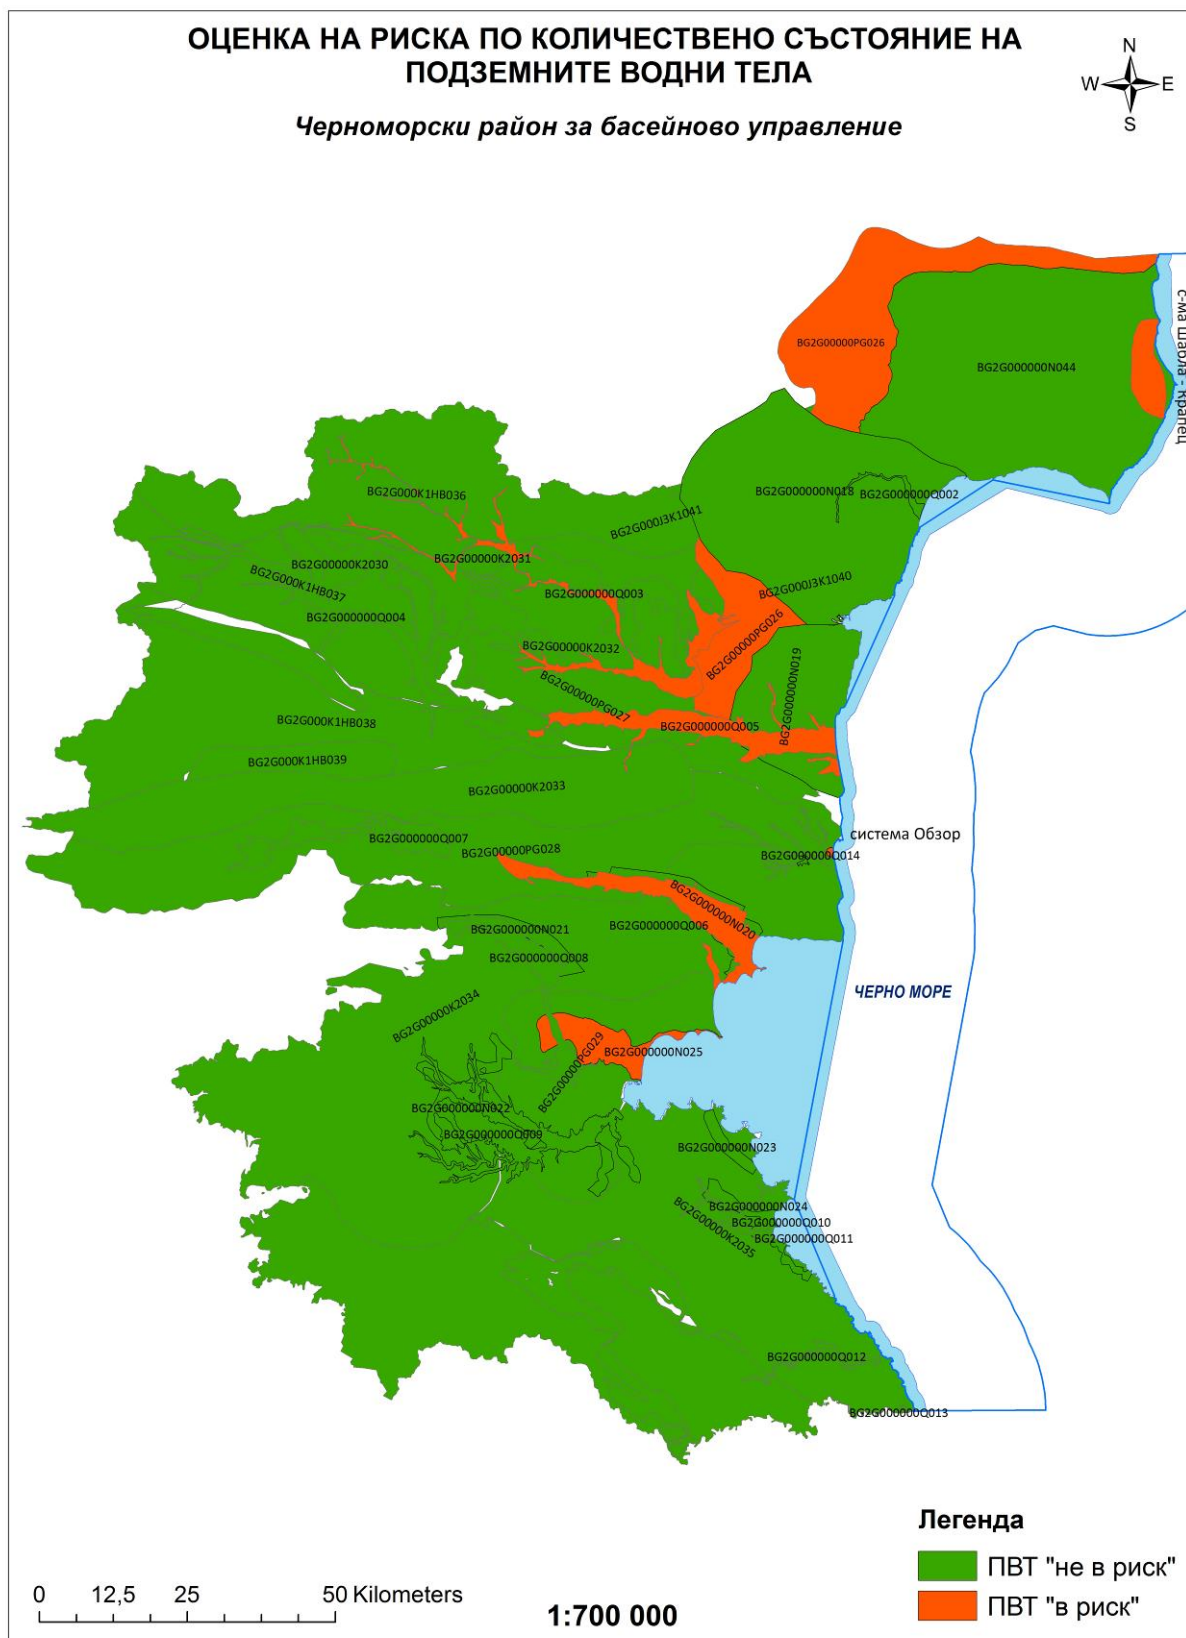 ОЦЕНКА НА РИСКА ПО КОЛИЧЕСТВЕНО СЪСТОЯНИЕ НА
ПОДЗЕМНИТЕ ВОДНИ ТЕЛА
Черноморски район за басейново управление
N
W E
S
с-ма Шабла - Крапец
BG2G00000PG026
BG2G000000N044
BG2G000K1HB036
BG2G000000N018
BG2G000000Q002
BG2G000J3K1041
BG2G00000K2031
BG2G00000K2030
BG2G000K1HB037
BG2G000000Q003
BG2G000J3K1040
BG2G000000Q004
BG2G00000K2032
BG2G00000PG026
BG2G000000N019
BG2G00000PG027
BG2G000K1HB038
BG2G000000Q005
BG2G000K1HB039
BG2G00000K2033
система Обзор
BG2G000000Q007
BG2G00000PG028
BG2G000000Q014
BG2G000000N020
BG2G000000N021
BG2G000000Q006
BG2G000000Q008
ЧЕРНО МОРЕ
BG2G00000K2034
BG2G000000N025
BG2G00000PG029
BG2G000000N022
BG2G000000Q009
BG2G000000N023
BG2G000000N024
BG2G000000Q010
BG2G00000K2035
BG2G000000Q011
BG2G000000Q012
BG2G000000Q013
Легенда
ПВТ "не в риск"
ПВТ "в риск"
0 12,5 25 50 Kilometers
1:700 000